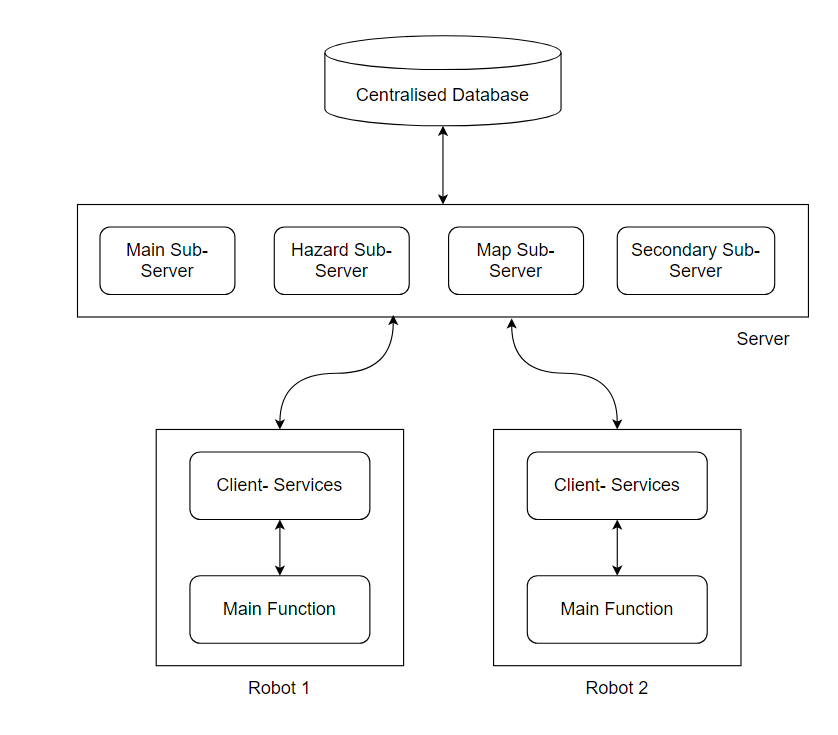 Centralised Database
Main Sub-
Server
Hazard Sub-
Server
Map Sub-
Server
Secondary Sub-
Server
Server
Client- Services
Main Function
Robot 1
Client- Services
Main Function
Robot 2